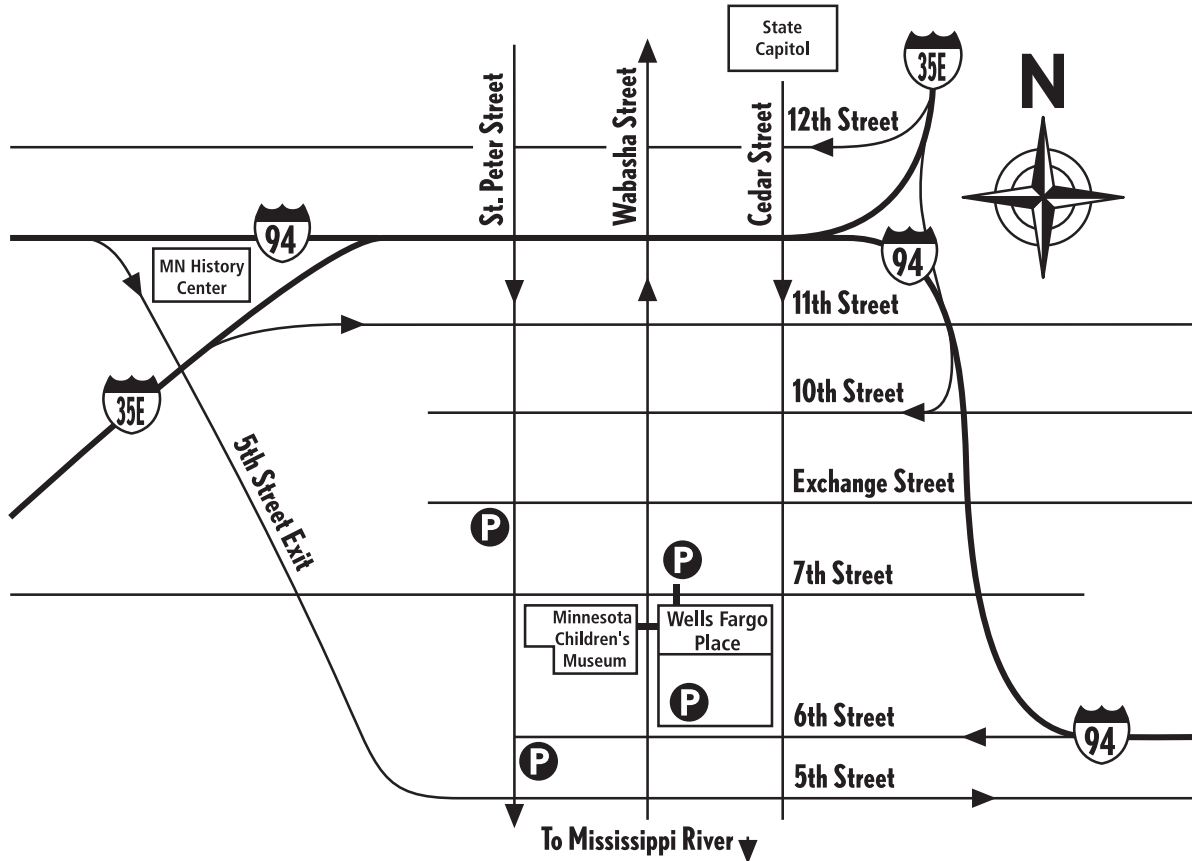 State
Capitol
35E
N
12th Street
St. Peter Street
Wabasha Street
Cedar Street
94
MN History
Center
94
11th Street
35E
10th Street
5th Street Exit
Exchange Street
P
P
7th Street
Minnesota
Children's
Museum
Wells Fargo
Place
P
6th Street
94
P
5th Street
To Mississippi River